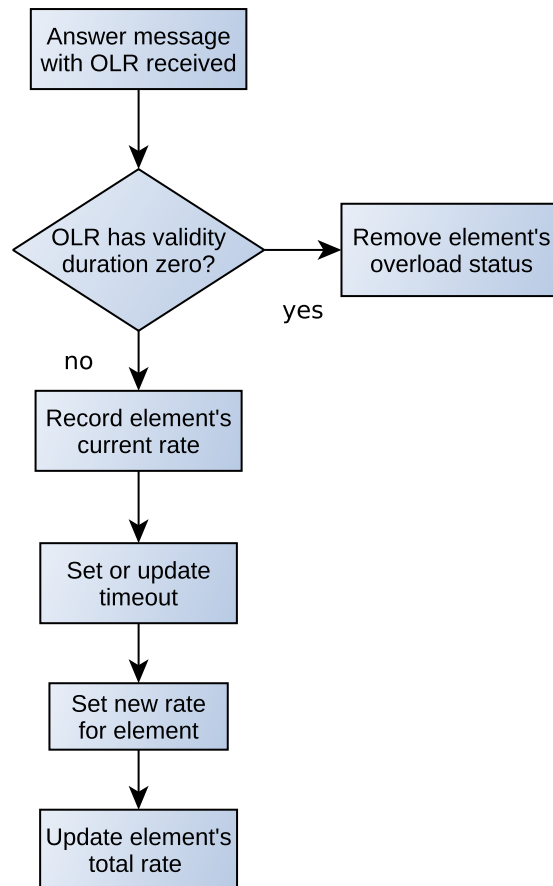 Answer message
with OLR received
OLR has validity
duration zero?
Remove element's
overload status
yes
no
Record element's
current rate
Set or update
timeout
Set new rate
for element
Update element's
total rate